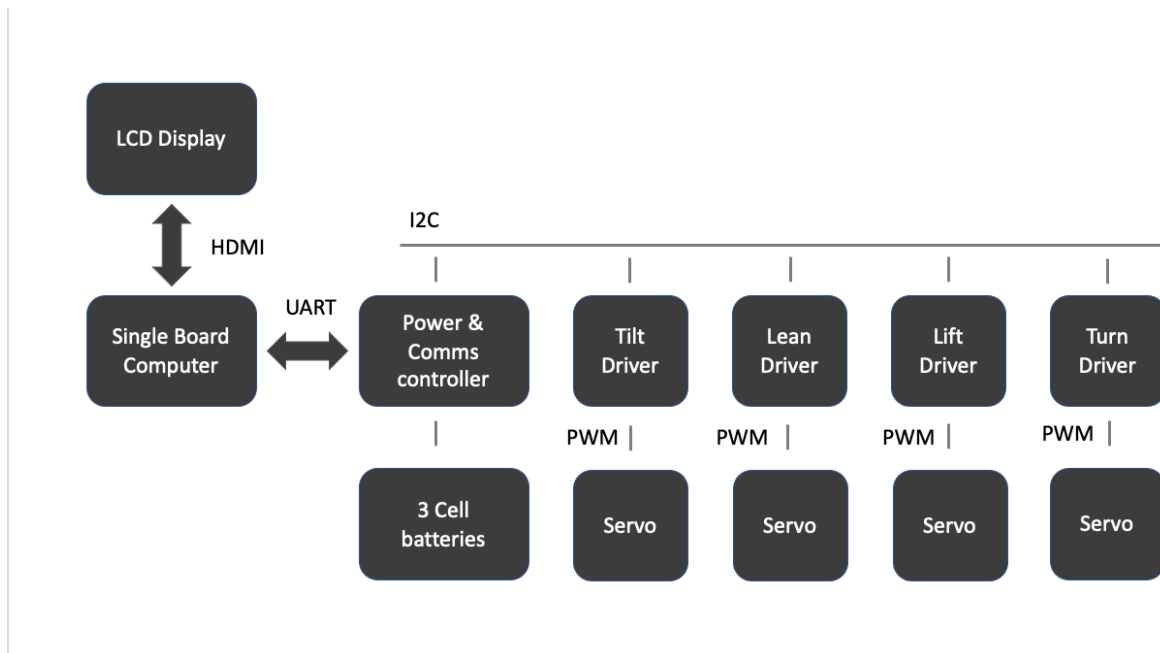 LCD Display
HDMI
I2C
UART
Single Board
Computer
Power &
Comms
controller
Tilt
Driver
Lean
Driver
Lift
Driver
Turn
Driver
PWM
PWM
PWM
PWM
3 Cell
batteries
Servo
Servo
Servo
Servo